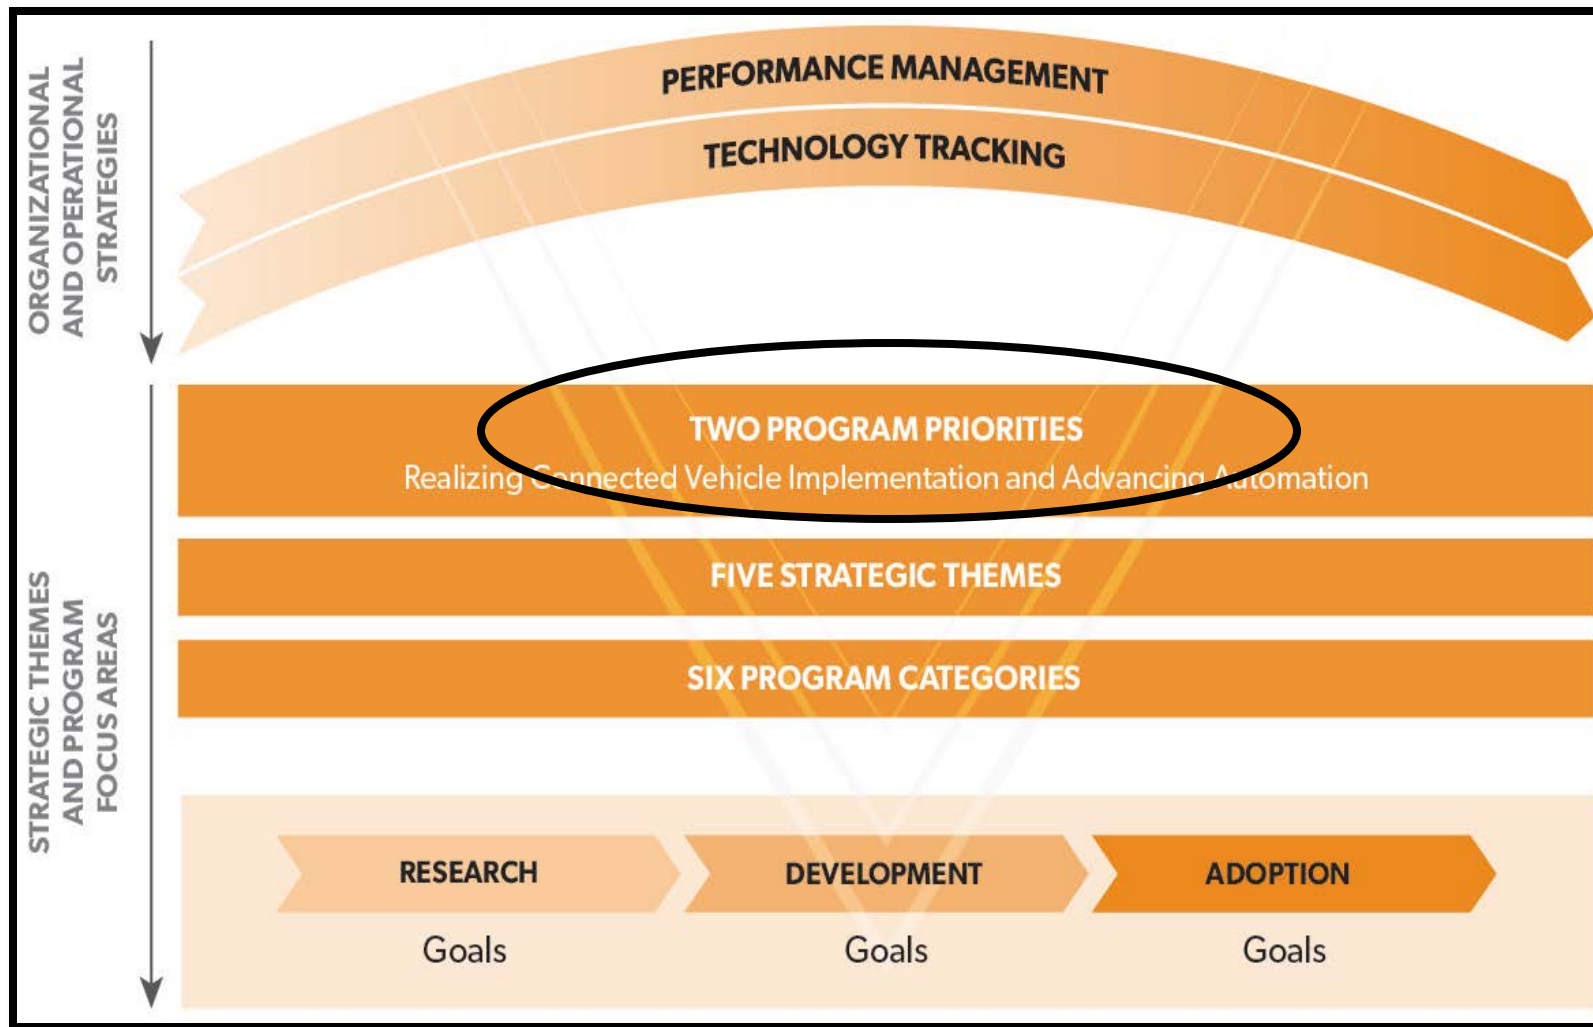 ORGANIZATIONAL
AND OPERATIONAL
STRATEGIES
PERFORMANCE MANAGEMENT
TECHNOLOGY TRACKING
STRATEGIC THEMES
AND PROGRAM
FOCUS AREAS
TWO PROGRAM PRIORITIES
Realizing Connected Vehicle Implementation and Advancing Automation
FIVE STRATEGIC THEMES
SIX PROGRAM CATEGORIES
RESEARCH
DEVELOPMENT
ADOPTION
Goals
Goals
Goals